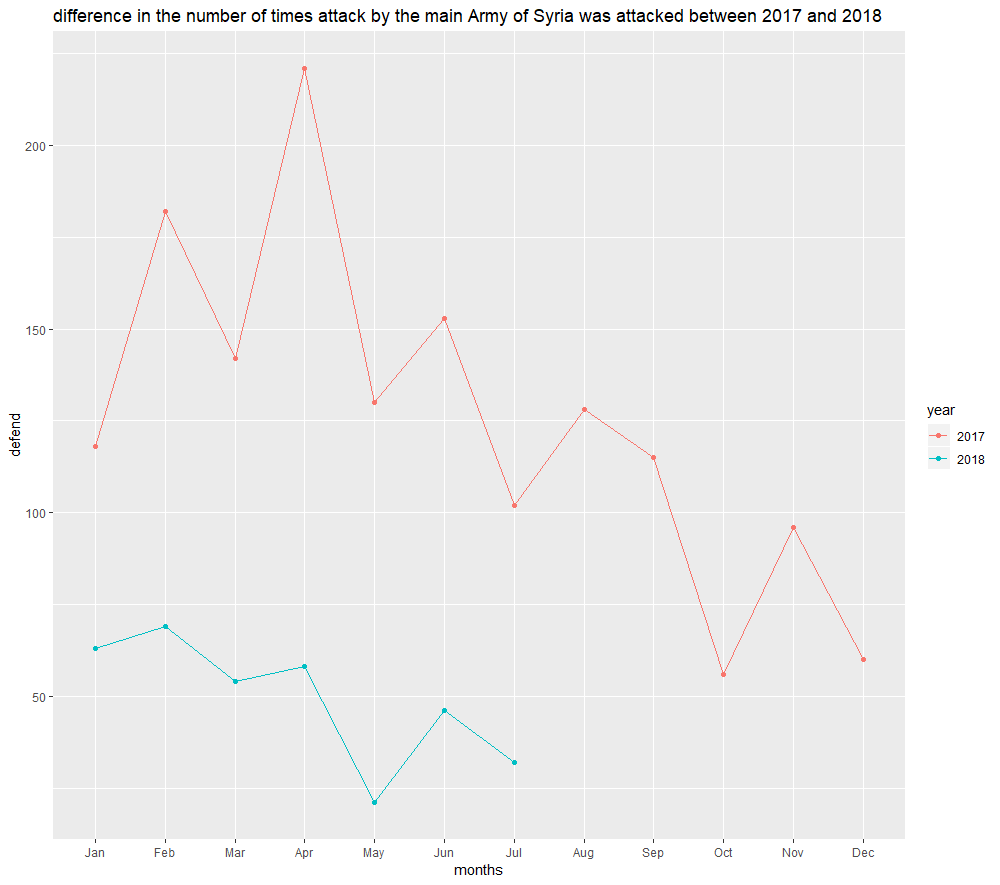 difference in the number of times attack by the main Army of Syria was attacked between 2017 and 2018
200
150
100
50
defend
Jan Feb Mar Apr May Jun Jul Aug Sep Oct Nov Dec
months
year
2017
2018